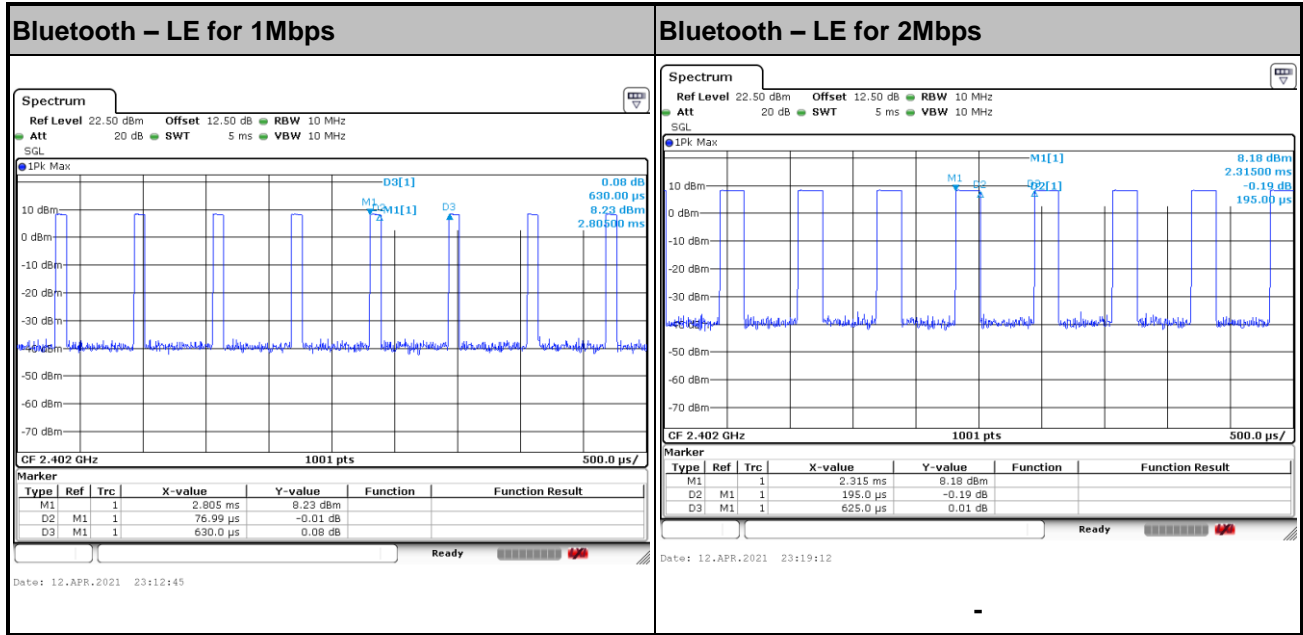 Bluetooth – LE for 1Mbps
Spectrum
Ref Level 22.50 dBm Offset 12.50 dB RBW 10 MHz
Att 20 dB SWT 5 ms VBW 10 MHz
SGL
1Pk Max
D3[1] 0.08 dB
630.00 µs
M1[1] 8.23 dBm
2.80500 ms
M1
D2
D3
10 dBm
0 dBm
-10 dBm
-20 dBm
-30 dBm
-40 dBm
-50 dBm
-60 dBm
-70 dBm
CF 2.402 GHz 1001 pts 500.0 µs/
Marker
Type Ref Trc X-value Y-value Function Function Result
M1 1 2.805 ms 8.23 dBm
D2 M1 1 76.99 µs -0.01 dB
D3 M1 1 630.0 µs 0.08 dB
Ready
Date: 12.APR.2021 23:12:45
Bluetooth – LE for 2Mbps
Spectrum
Ref Level 22.50 dBm Offset 12.50 dB RBW 10 MHz
Att 20 dB SWT 5 ms VBW 10 MHz
SGL
1Pk Max
M1[1] 8.18 dBm
2.31500 ms
D2[1] -0.19 dB
195.00 µs
M1
D2
D3
10 dBm
0 dBm
-10 dBm
-20 dBm
-30 dBm
-40 dBm
-50 dBm
-60 dBm
-70 dBm
CF 2.402 GHz 1001 pts 500.0 µs/
Marker
Type Ref Trc X-value Y-value Function Function Result
M1 1 2.315 ms 8.18 dBm
D2 M1 1 195.0 µs -0.19 dB
D3 M1 1 625.0 µs 0.01 dB
Ready
Date: 12.APR.2021 23:19:12
-